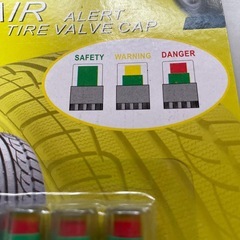 AIR ALERT
TIRE VALVE CAP
SAFETY WARNING DANGER